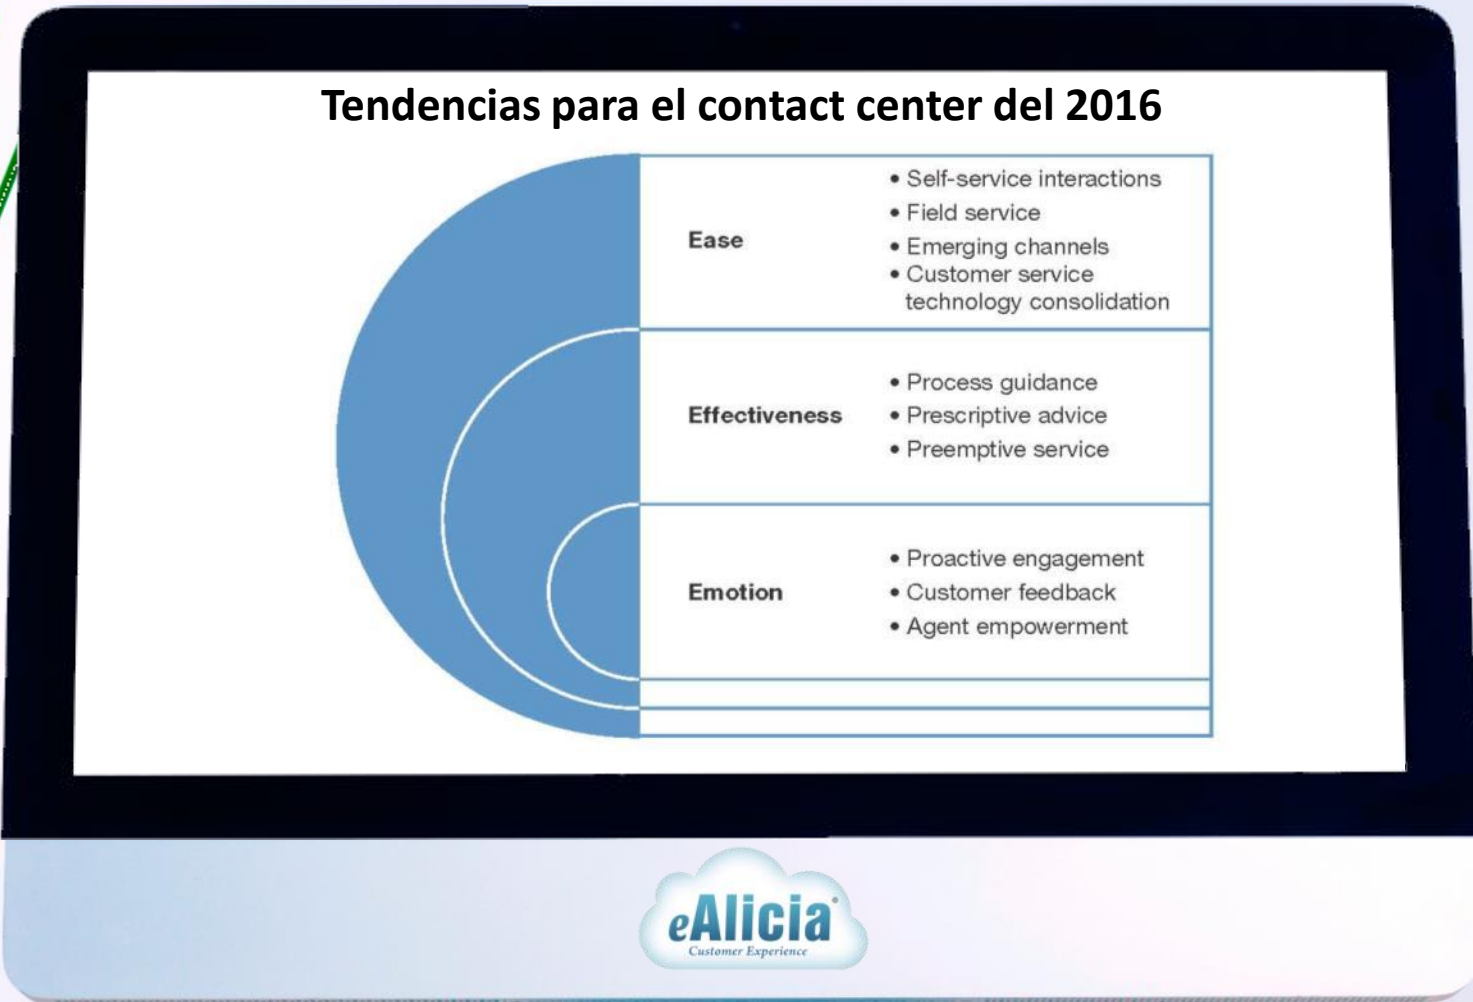 Tendencias para el contact center del 2016
Ease
• Self-service interactions
• Field service
• Emerging channels
• Customer service
technology consolidation
Effectiveness
• Process guidance
• Prescriptive advice
• Preemptive service
Emotion
• Proactive engagement
• Customer feedback
• Agent empowerment
eAlicia
Customer Experience